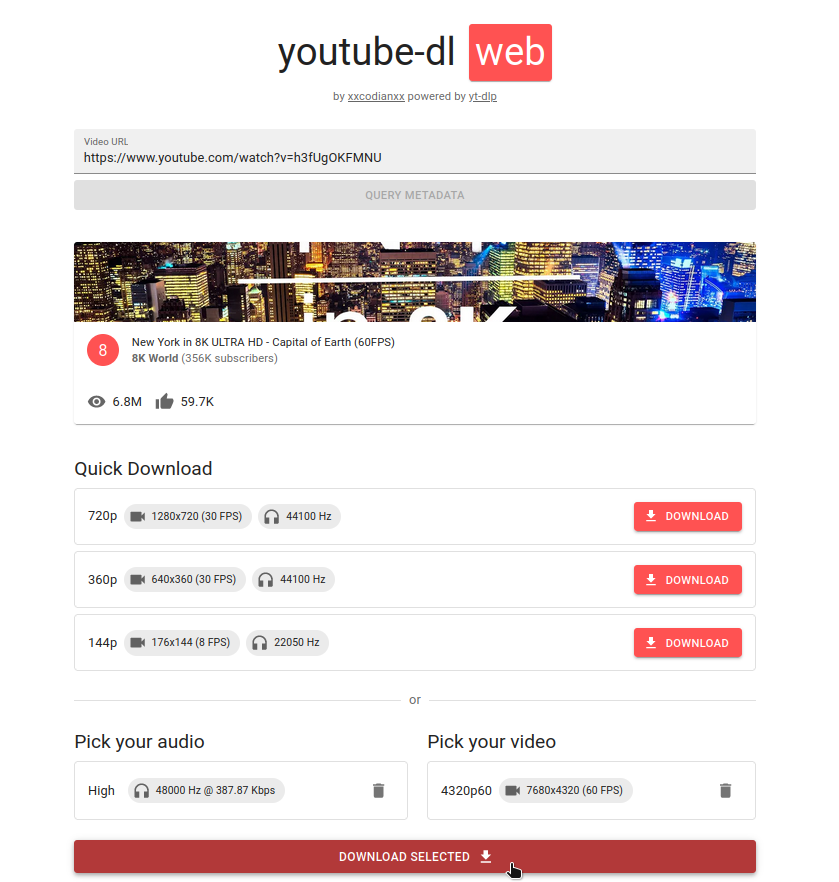 youtube-dl web
by xxcodianxx powered by yt-dlp
Video URL
https://www.youtube.com/watch?v=h3fUgOKFMNU
QUERY METADATA
in 8K
8
New York in 8K ULTRA HD - Capital of Earth (60FPS)
8K World (356K subscribers)
6.8M 59.7K
Quick Download
720p 1280x720 (30 FPS) 44100 Hz DOWNLOAD
360p 640x360 (30 FPS) 44100 Hz DOWNLOAD
144p 176x144 (8 FPS) 22050 Hz DOWNLOAD
or
Pick your audio Pick your video
High 48000 Hz @ 387.87 Kbps 4320p60 7680x4320 (60 FPS)
DOWNLOAD SELECTED